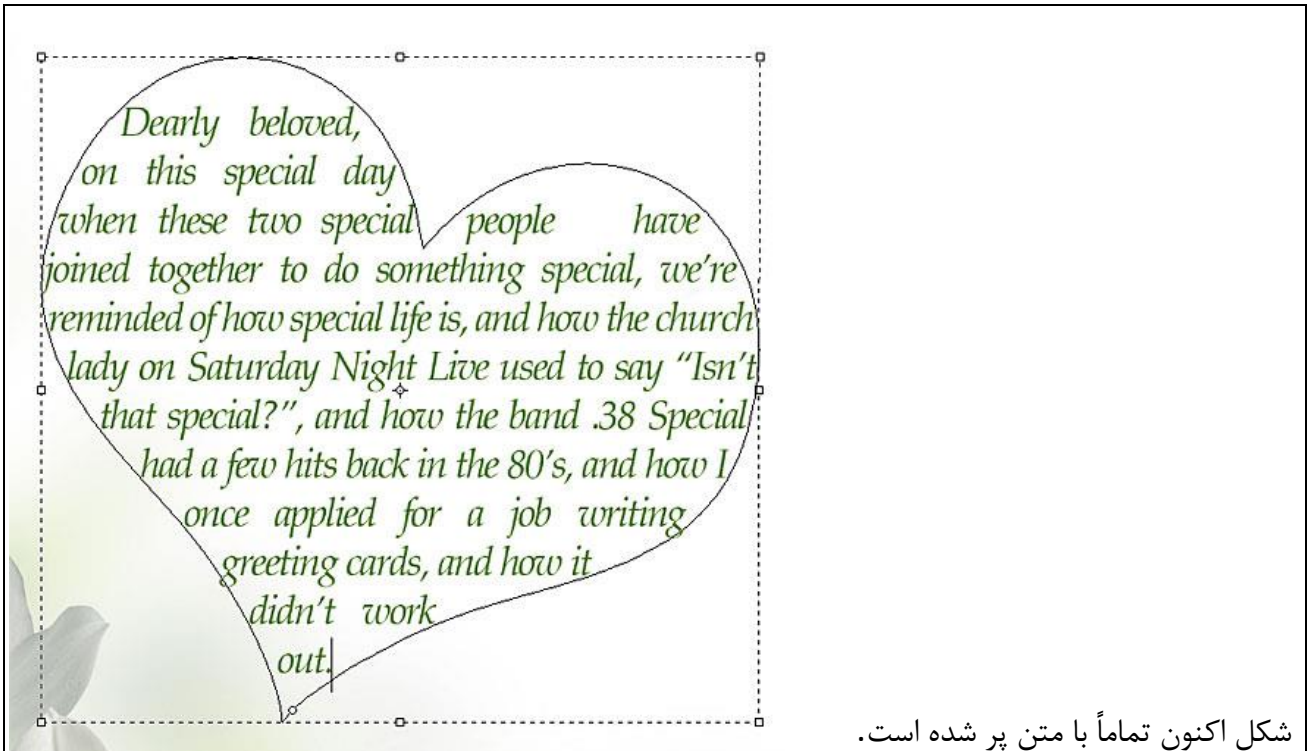 Dearly beloved,
on this special day
when these two special people have
joined together to do something special, we’re
reminded of how special life is, and how the church
lady on Saturday Night Live used to say “Isn’t
that special?”, and how the band .38 Special
had a few hits back in the 80’s, and how I
once applied for a job writing
greeting cards, and how it
didn’t work
out.
شکل اکنون تماماً با متن پر شده است.